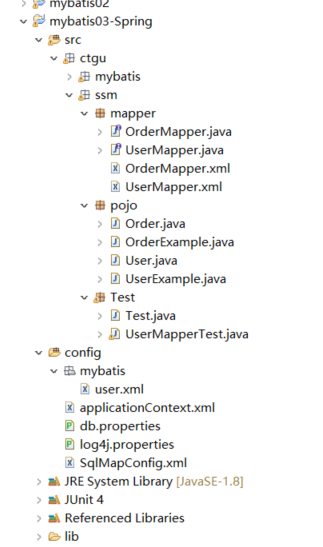 mybatis02
mybatis03-Spring
src
ctgu
mybatis
ssm
mapper
OrderMapper.java
UserMapper.java
OrderMapper.xml
UserMapper.xml
pojo
Order.java
OrderExample.java
User.java
UserExample.java
Test
Test.java
UserMapperTest.java
config
mybatis
user.xml
applicationContext.xml
db.properties
log4j.properties
SqlMapConfig.xml
JRE System Library [JavaSE-1.8]
JUnit 4
Referenced Libraries
lib